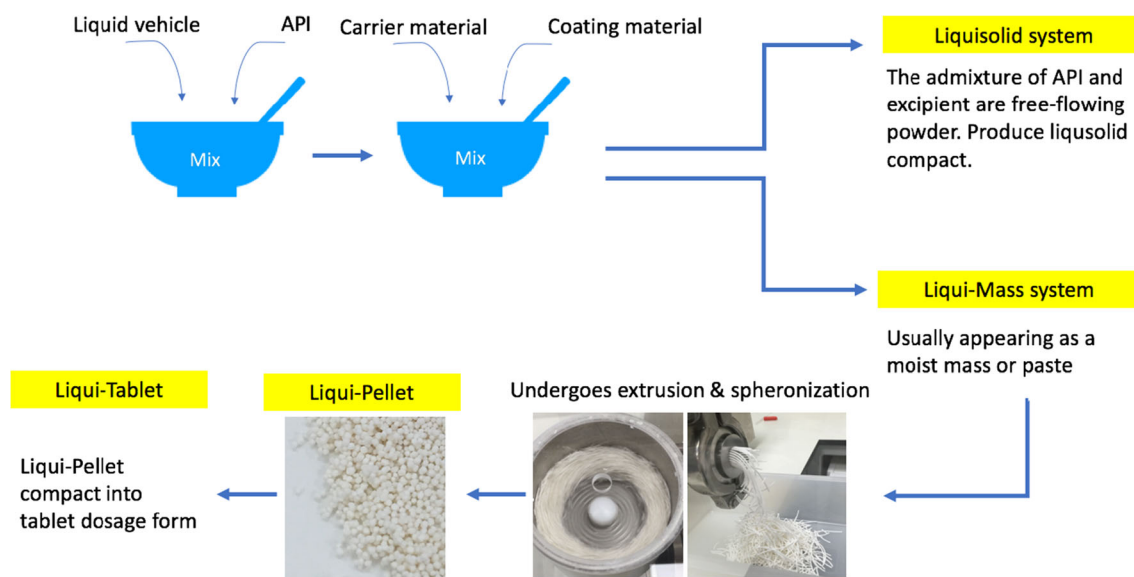 Liquid vehicle
API
Carrier material
Coating material
Mix
Mix
Liquisolid system
The admixture of API and
excipient are free-flowing
powder. Produce liqusolid
compact.
Liqui-Mass system
Usually appearing as a
moist mass or paste
Undergoes extrusion & spheronization
Liqui-Pellet
Liqui-Tablet
Liqui-Pellet
compact into
tablet dosage form